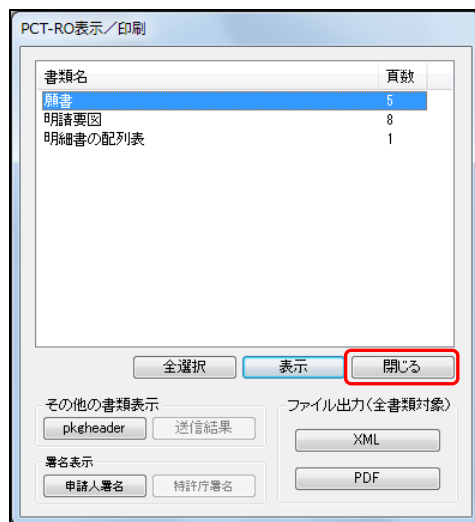 PCT-RO表示／印刷
書類名 頁数
願書 5
明請要図 8
明細書の配列表 1
全選択 表示 閉じる
その他の書類表示 ファイル出力(全書類対象)
pkgheader 送信結果 XML
署名表示
申請人署名 特許庁署名 PDF